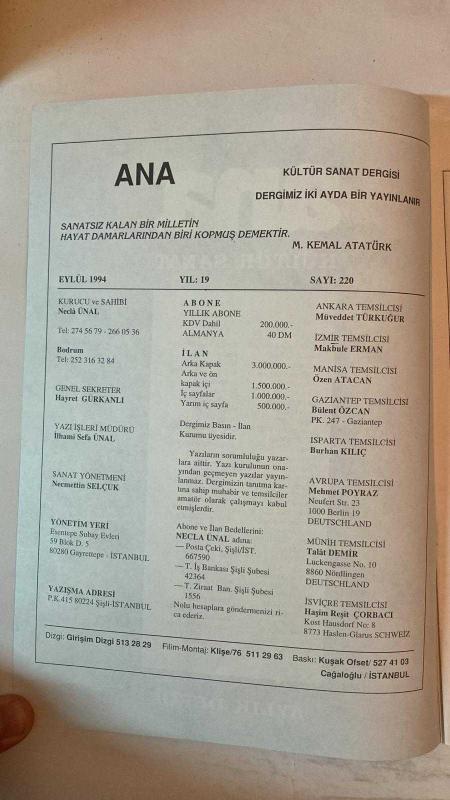 ANA
KÜLTÜR SANAT DERGİSİ
DERGİMİZ İKİ AYDA BİR YAYINLANIR
SANATSIZ KALAN BİR MİLLETİN
HAYAT DAMARLARINDAN BİRİ KOPMUŞ DEMEKTİR.
M. KEMAL ATATÜRK
EYLÜL 1994
YIL: 19
SAYI: 220
KURUCU ve SAHİBİ
Neclâ ÜNAL
Tel: 274 56 79 - 266 05 36
Bodrum
Tel: 252 316 32 84
GENEL SEKRETER
Hayret GÜRKANLI
YAZI İŞLERİ MÜDÜRÜ
İlhami Sefa ÜNAL
SANAT YÖNETMENİ
Necmettin SELÇUK
YÖNETİM YERİ
Esentepe Subay Evleri
59 Blok D. 5
80280 Gayrettepe - İSTANBUL
YAZIŞMA ADRESİ
P.K.415 80224 Şişli-İSTANBUL
ABONE
YILLIK ABONE
KDV Dahil 200.000.-
ALMANYA 40 DM
İLAN
Arka Kapak 3.000.000.-
Arka ve ön
kapak içi 1.500.000.-
İç sayfalar 1.000.000.-
Yarım iç sayfa 500.000.-
Dergimiz Basın - İlan
Kurumu üyesidir.
Yazıların sorumluluğu yazar-
lara aittir. Yazı kurulunun ona-
yından geçmeyen yazılar yayın-
lanmaz. Dergimizin tanıtma kar-
tına sahip muhabir ve temsilciler
amatör olarak çalışmayı kabul
etmişlerdir.
Abone ve İlan Bedellerini:
NECLA ÜNAL adına:
— Posta Çeki, Şişli/İST.
667590
— T. İş Bankası Şişli Şubesi
42364
— T. Ziraat Ban. Şişli Şubesi
1556
Nolu hesaplara göndermenizi ri-
ca ederiz.
ANKARA TEMSİLCİSİ
Müveddet TÜRKUĞUR
İZMİR TEMSİLCİSİ
Makbule ERMAN
MANİSA TEMSİLCİSİ
Özen ATACAN
GAZİANTEP TEMSİLCİSİ
Bülent ÖZCAN
PK. 247 - Gaziantep
ISPARTA TEMSİLCİSİ
Burhan KILIÇ
AVRUPA TEMSİLCİSİ
Mehmet POYRAZ
Neufert Str. 23
1000 Berlin 19
DEUTSCHLAND
MÜNİH TEMSİLCİSİ
Talât DEMİR
Luckengasse No. 10
8860 Nördlingen
DEUTSCHLAND
İSVİÇRE TEMSİLCİSİ
Haşim Reşit ÇORBACI
Kost Hausdorf No: 8
8773 Haslen-Glarus SCHWEİZ
Dizgi: Girişim Dizgi 513 28 29 Filim-Montaj: Klişe/76 511 29 63 Baskı: Kuşak Ofset/ 527 41 03
Cağaloğlu / İSTANBUL